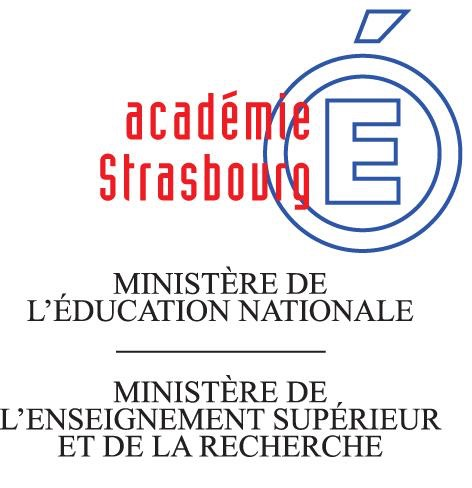 académie
Strasbourg
É
MINISTÈRE DE
L'ÉDUCATION NATIONALE
MINISTÈRE DE
L'ENSEIGNEMENT SUPÉRIEUR
ET DE LA RECHERCHE